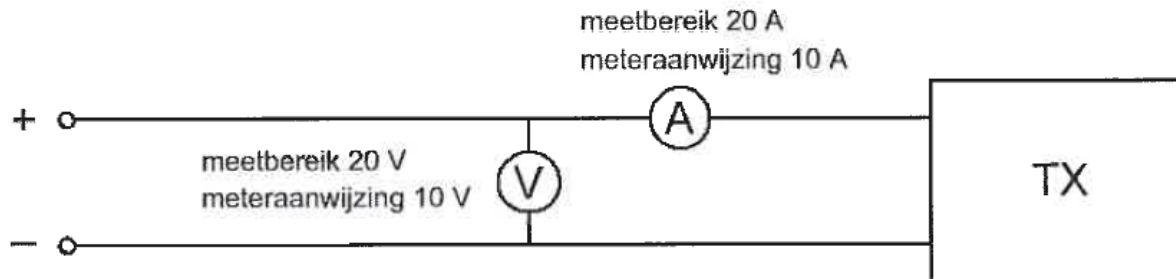 meetbereik 20 A
meteraanwijzing 10 A
+
A
meetbereik 20 V
meteraanwijzing 10 V
V
TX
−